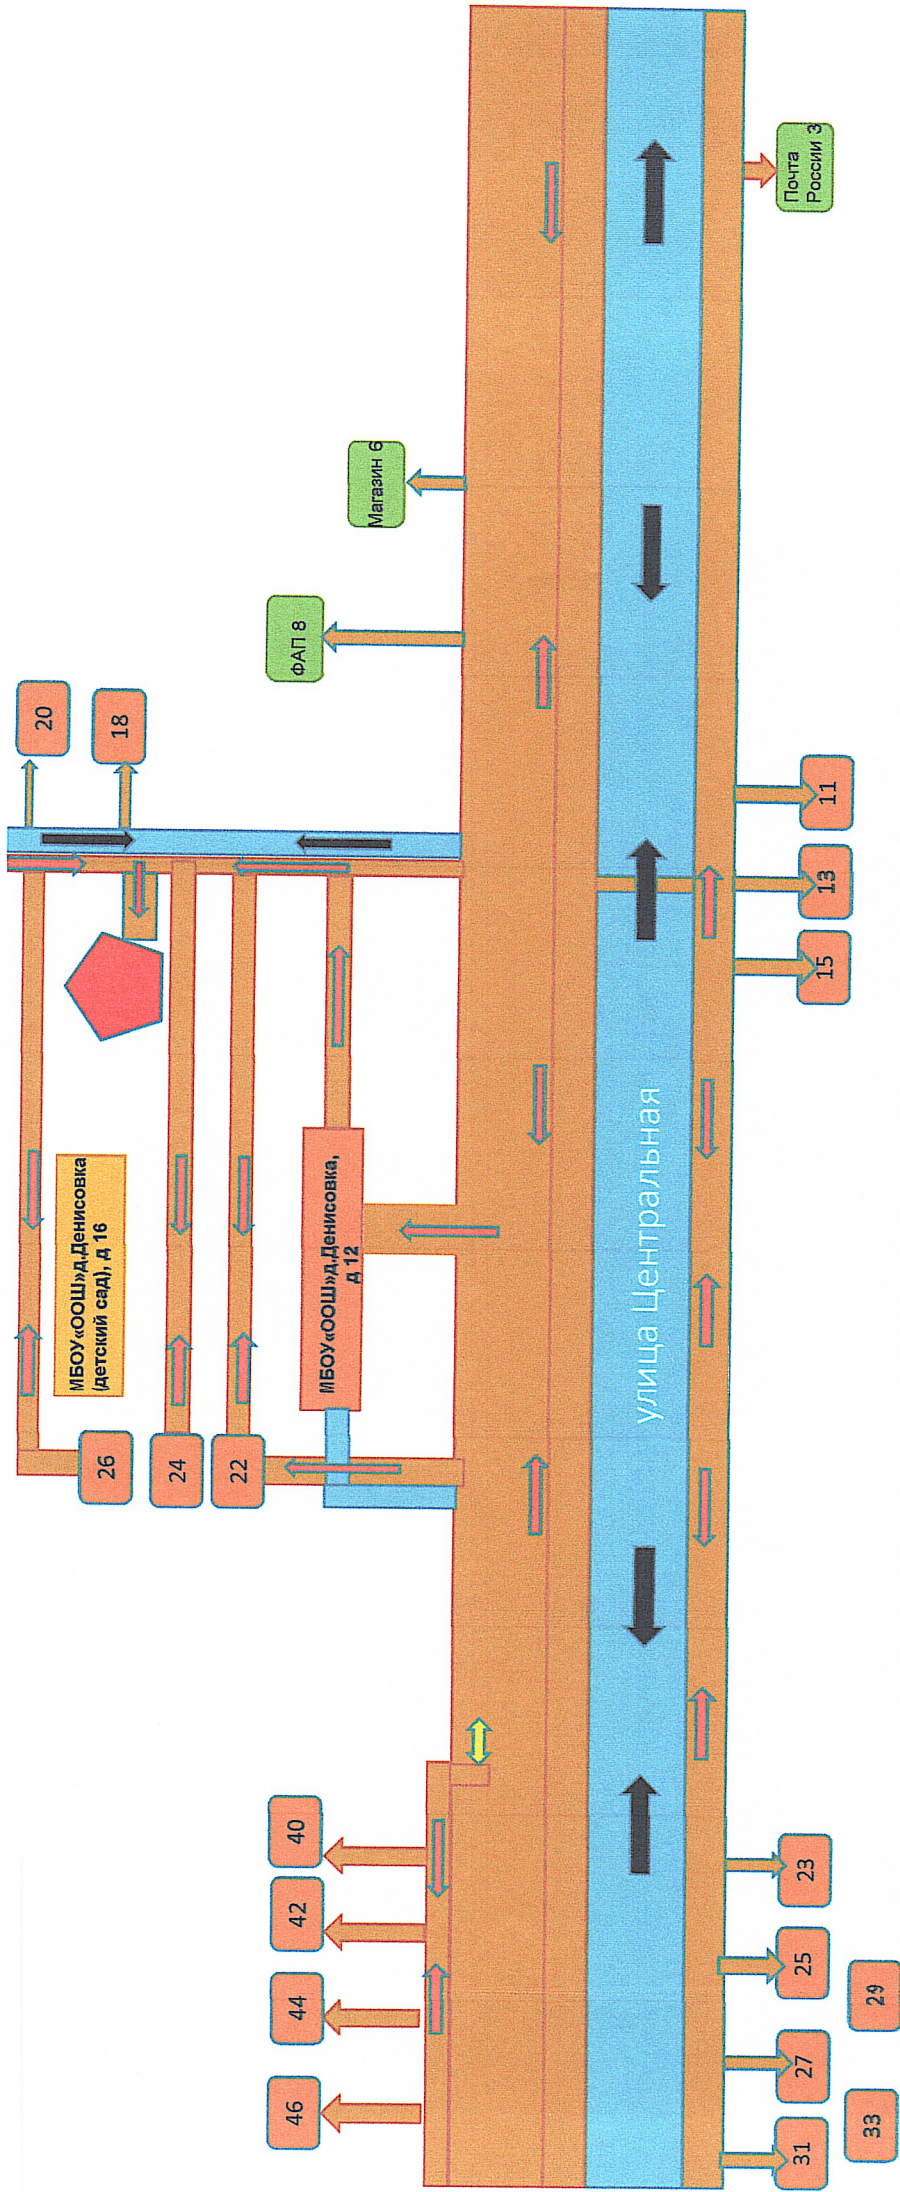 20
18
26
24
22
МБОУ«ООШ»д.Денисовка
(детский сад), д 16
МБОУ«ООШ»д.Денисовка,
д 12
ФАП 8
Магазин 6
40
42
44
46
улица Центральная
Почта
России 3
11
13
15
23
25
27
31
29
33